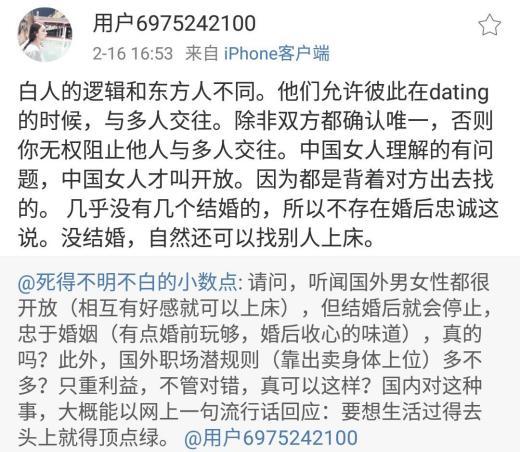 用户6975242100
2-16 16:53 来自 iPhone客户端
白人的逻辑和东方人不同。他们允许彼此在dating
的时候，与多人交往。除非双方都确认唯一，否则
你无权阻止他人与多人交往。中国女人理解的有问
题，中国女人才叫开放。因为都是背着对方出去找
的。 几乎没有几个结婚的，所以不存在婚后忠诚这
说。没结婚，自然还可以找别人上床。
@死得不明不白的小数点: 请问，听闻国外男女性都很
开放（相互有好感就可以上床），但结婚后就会停止，
忠于婚姻（有点婚前玩够，婚后收心的味道），真的
吗？此外，国外职场潜规则（靠出卖身体上位）多不
多？只重利益，不管对错，真可以这样？国内对这种
事，大概能以网上一句流行话回应：要想生活过得去
头上就得顶点绿。 @用户6975242100